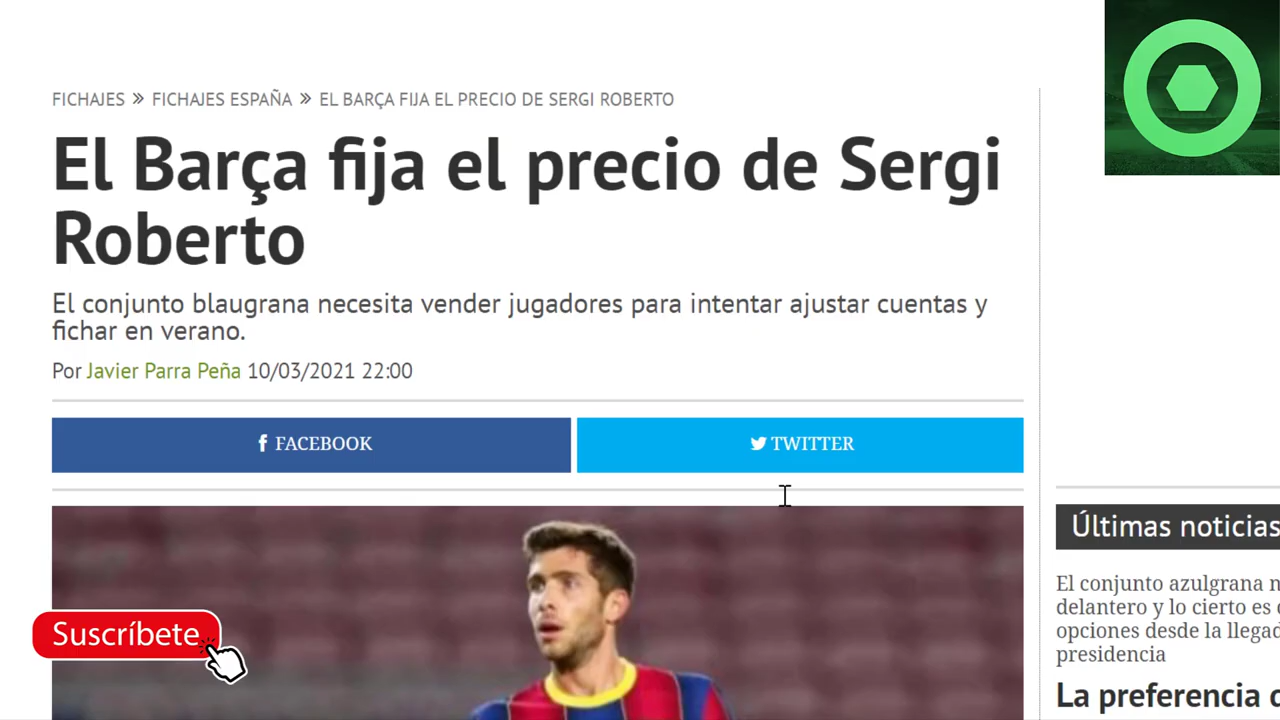 FICHAJES » FICHAJES ESPAÑA » EL BARÇA FIJA EL PRECIO DE SERGI ROBERTO
El Barça fija el precio de Sergi
Roberto
El conjunto blaugrana necesita vender jugadores para intentar ajustar cuentas y
fichar en verano.
Por Javier Parra Peña 10/03/2021 22:00
FACEBOOK
TWITTER
Suscríbete
Últimas noticias
El conjunto azulgrana
delantero y lo cierto es
opciones desde la
presidencia
La preferencia